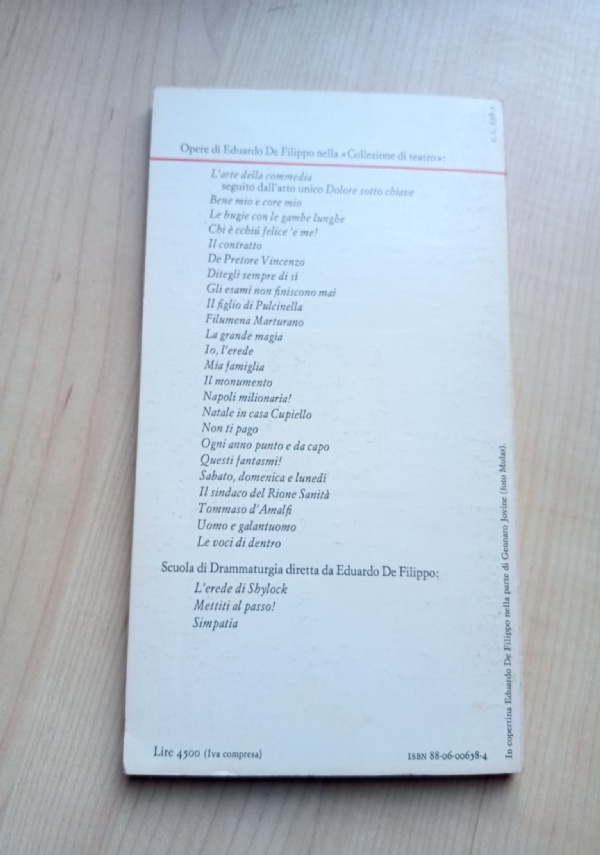 C. L. 658-3
Opere di Eduardo De Filippo nella «Collezione di teatro»:
L'arte della commedia
seguito dall'atto unico Dolore sotto chiave
Bene mio e core mio
Le bugie con le gambe lunghe
Chi è cchiú felice 'e me!
Il contratto
De Pretore Vincenzo
Ditegli sempre di sí
Gli esami non finiscono mai
Il figlio di Pulcinella
Filumena Marturano
La grande magia
Io, l'erede
Mia famiglia
Il monumento
Napoli milionaria!
Natale in casa Cupiello
Non ti pago
Ogni anno punto e da capo
Questi fantasmi!
Sabato, domenica e lunedí
Il sindaco del Rione Sanità
Tommaso d'Amalfi
Uomo e galantuomo
Le voci di dentro
Scuola di Drammaturgia diretta da Eduardo De Filippo:
L'erede di Shylock
Mettiti al passo!
Simpatia
Lire 4500 (Iva compresa)
ISBN 88-06-00658-4
In copertina Eduardo De Filippo nella parte di Gennaro Jovine (foto Molas).